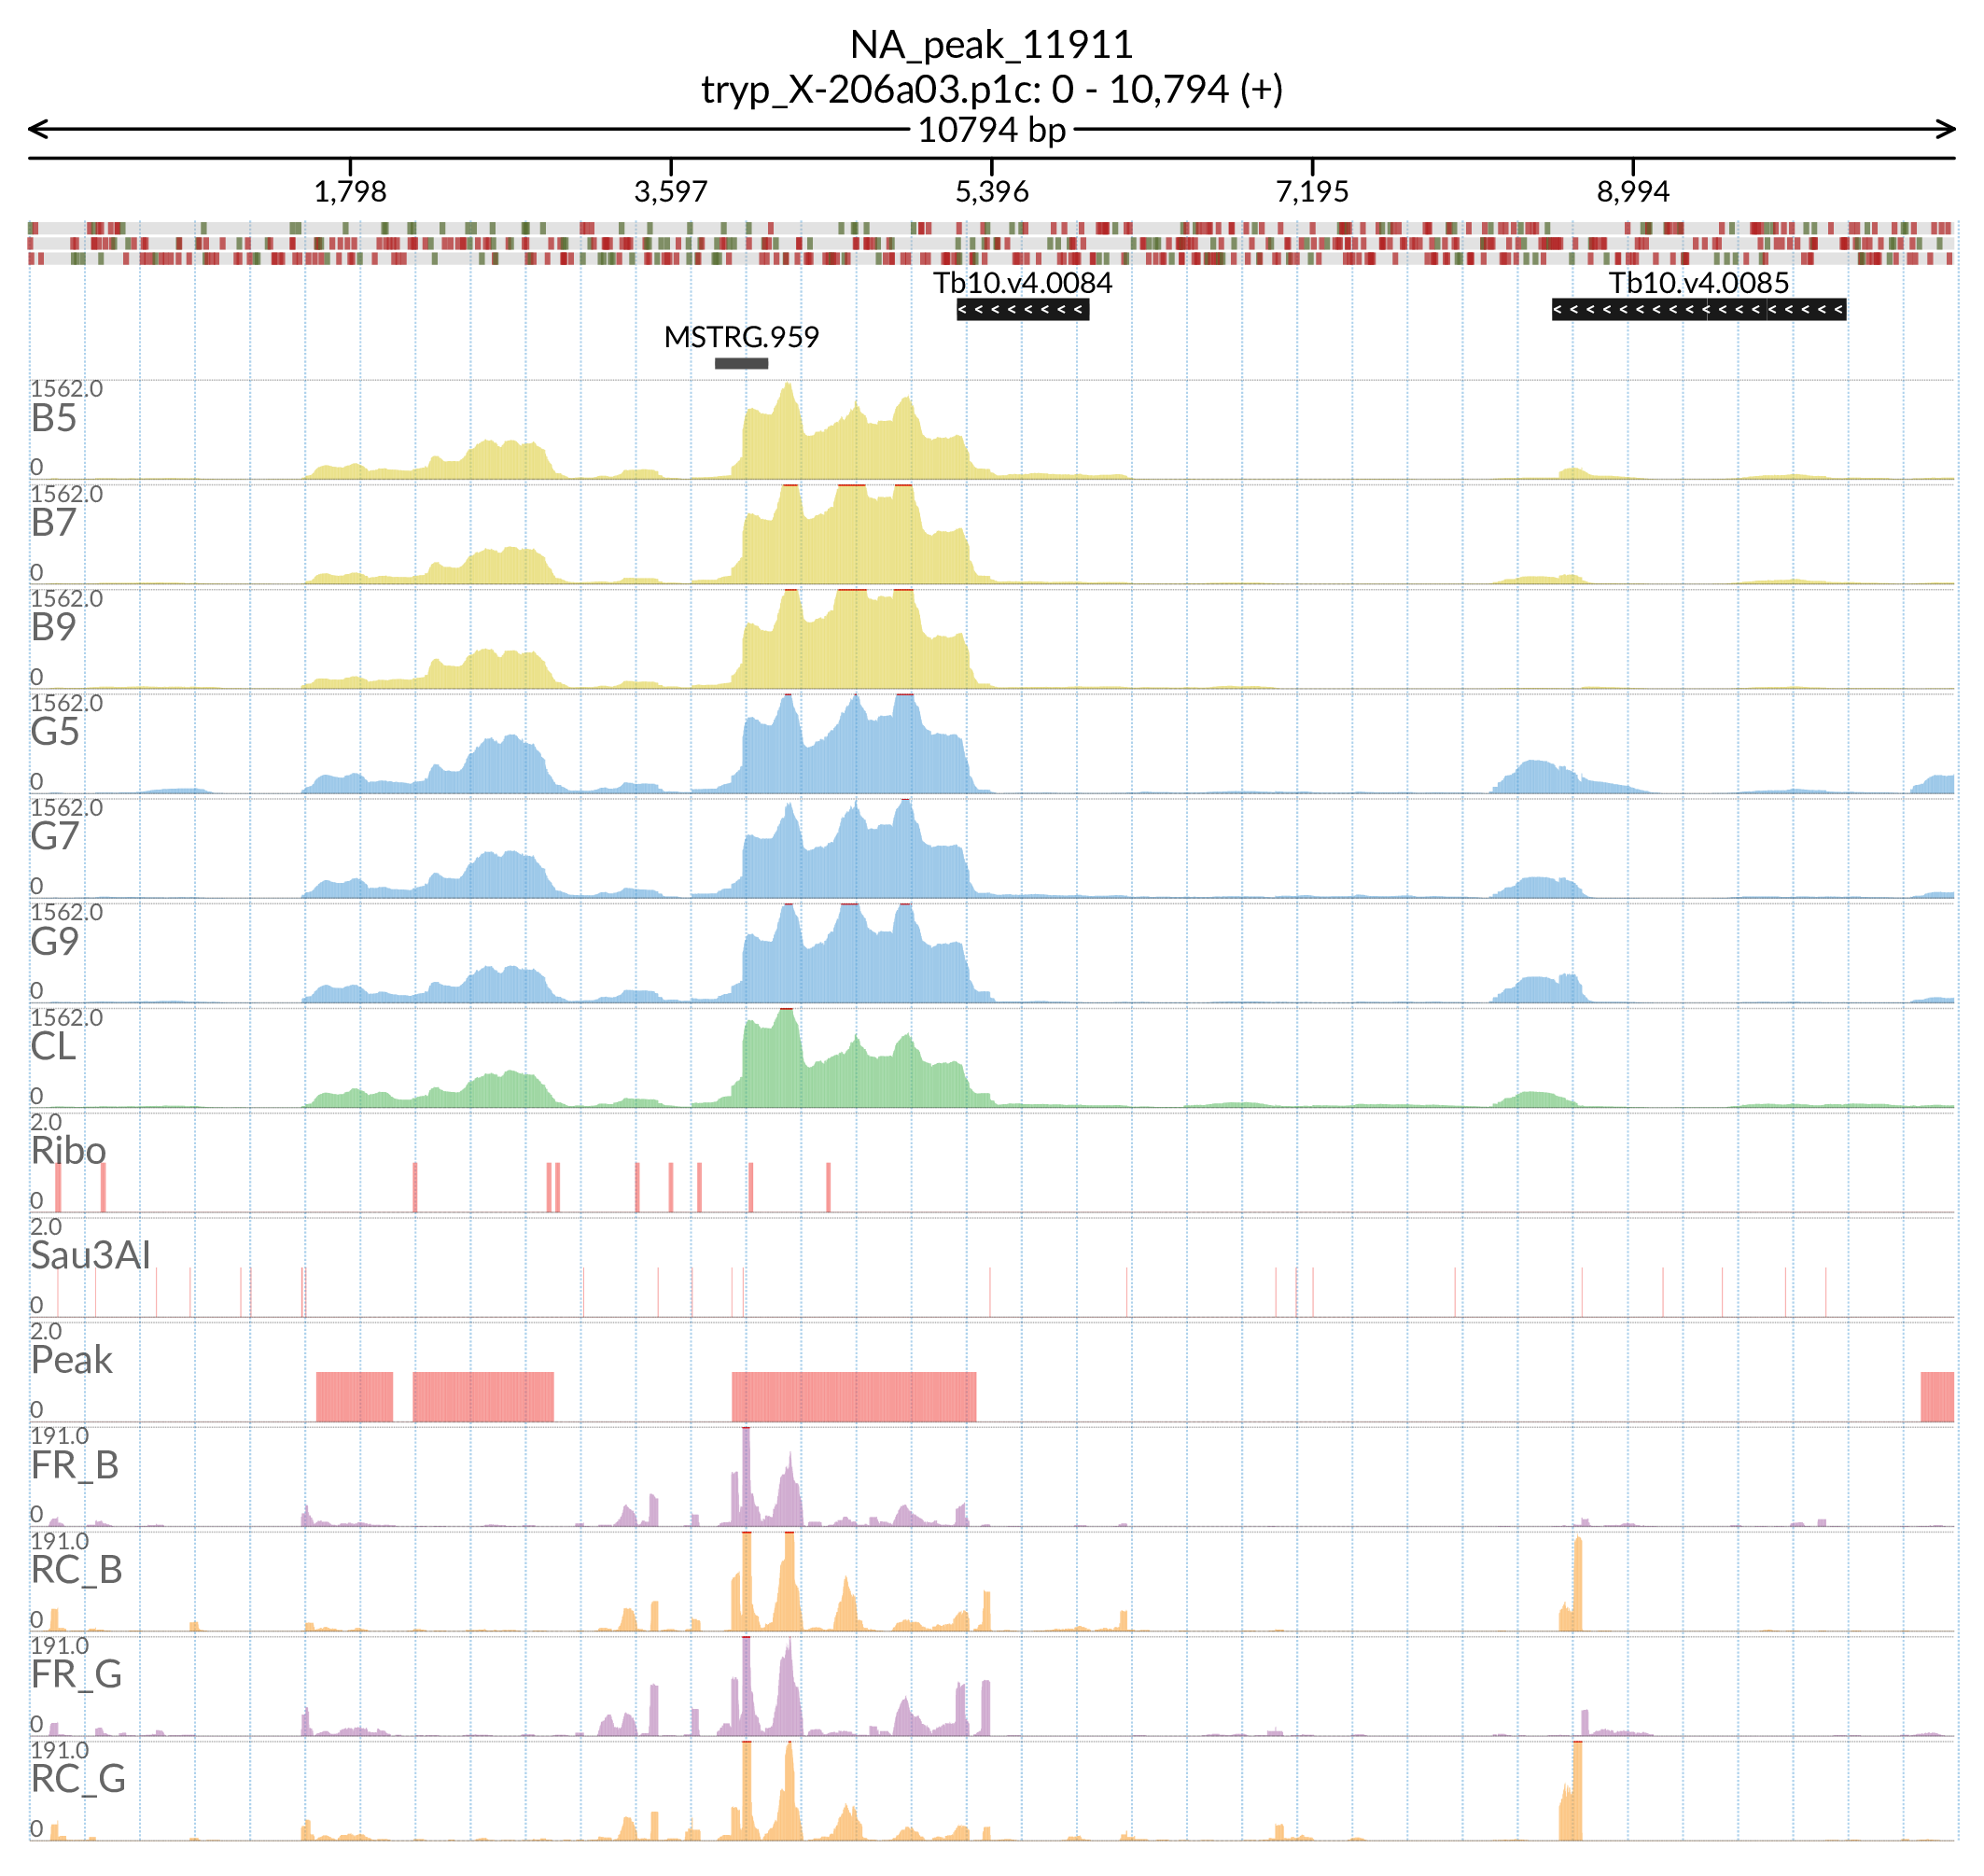 NA_peak_11911
tryp_X-206a03.p1c: 0 - 10,794 (+)
10794 bp
1,798 3,597 5,396 7,195 8,994
Tb10.v4.0084 Tb10.v4.0085
MSTRG.959
1562.0
B5
0
1562.0
B7
0
1562.0
B9
0
1562.0
G5
0
1562.0
G7
0
1562.0
G9
0
1562.0
CL
0
2.0
Ribo
0
2.0
Sau3AI
0
2.0
Peak
0
191.0
FR_B
0
191.0
RC_B
0
191.0
FR_G
0
191.0
RC_G
0